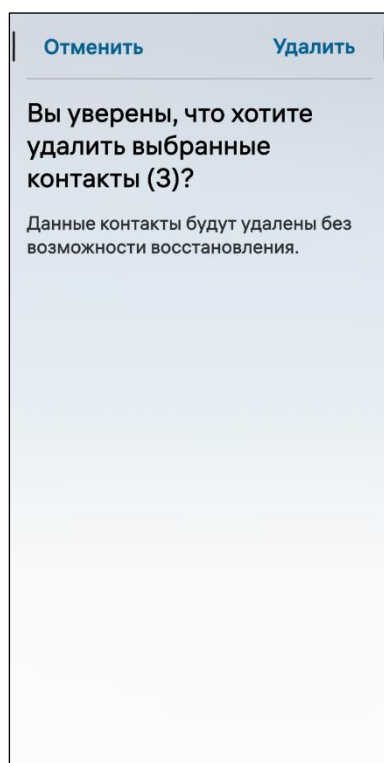 Отменить Удалить
Вы уверены, что хотите
удалить выбранные
контакты (3)?
Данные контакты будут удалены без
возможности восстановления.